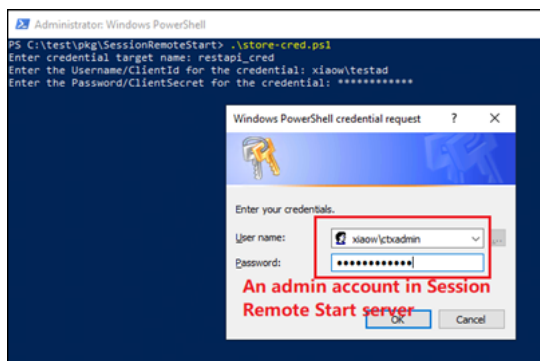 Administrator: Windows PowerShell
PS C:\test\pkg\SessionRemoteStart> .\store-cred.ps1
Enter credential target name: restapi_cred
Enter the Username/ClientId for the credential: xiaow\testad
Enter the Password/ClientSecret for the credential: ************
Windows PowerShell credential request ? X
Enter your credentials.
User name: xiaow\ctxadmin
...
Password: ●●●●●●●●●●●●
An admin account in Session
Remote Start server
OK Cancel